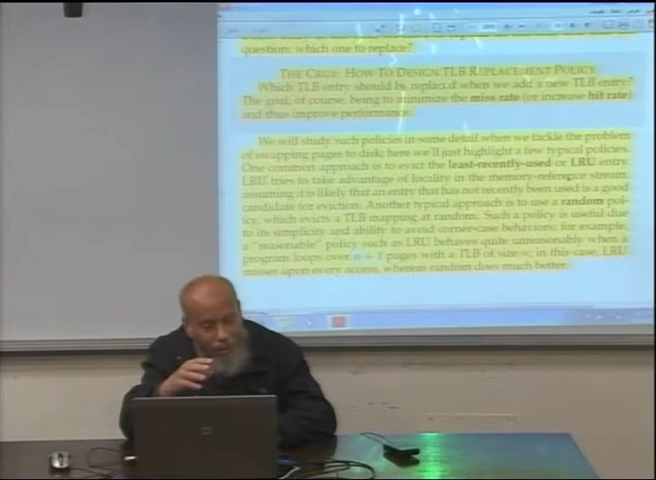 question: which one to replace?
THE CRUX: HOW TO DESIGN TLB REPLACEMENT POLICY
Which TLB entry should be replaced when we add a new TLB entry?
The goal, of course, being to minimize the miss rate (or increase hit rate)
and thus improve performance.
We will study such policies in some detail when we tackle the problem
of swapping pages to disk; here we'll just highlight a few typical policies.
One common approach is to evict the least-recently-used or LRU entry.
LRU tries to take advantage of locality in the memory-reference stream,
assuming it is likely that an entry that has not recently been used is a good
candidate for eviction. Another typical approach is to use a random pol-
icy, which evicts a TLB mapping at random. Such a policy is useful due
to its simplicity and ability to avoid corner-case behaviors; for example,
a "reasonable" policy such as LRU behaves quite unreasonably when a
program loops over n + 1 pages with a TLB of size n; in this case, LRU
misses upon every access, whereas random does much better.